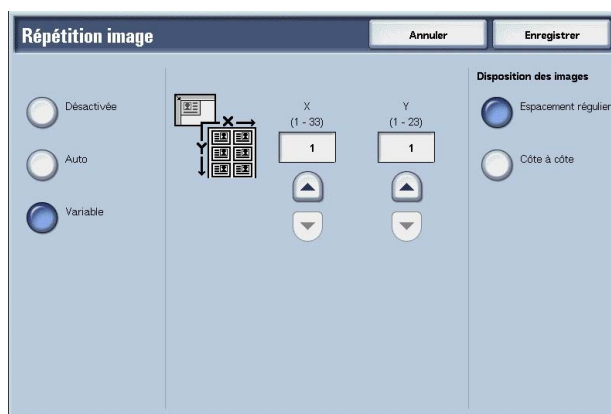 Répétition image
Annuler
Enregistrer
Désactivée
Auto
Variable
X
Y
X
(1 - 33)
1
Y
(1 - 23)
1
Disposition des images
Espacement régulier
Côte à côte